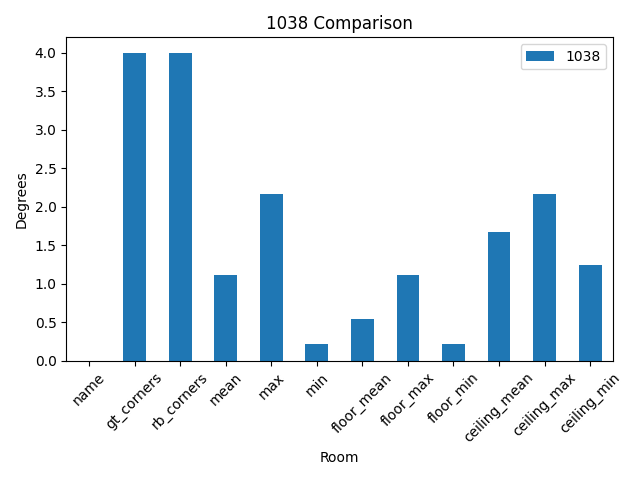 1038 Comparison
1038
Degrees
4.0
3.5
3.0
2.5
2.0
1.5
1.0
0.5
0.0
name
gt_corners
rb_corners
mean
max
min
floor_mean
floor_max
floor_min
ceiling_mean
ceiling_max
ceiling_min
Room